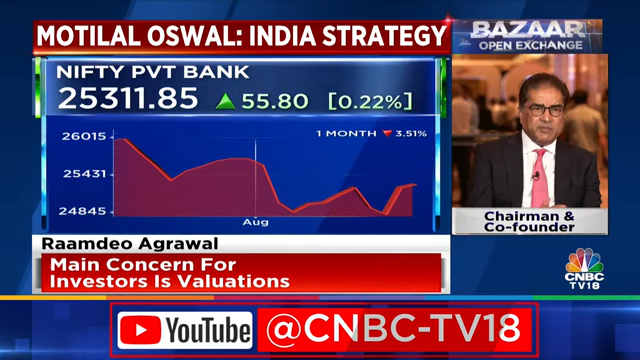 MOTILAL OSWAL: INDIA STRATEGY
BAZAAR
OPEN EXCHANGE
NIFTY PVT BANK
25311.85 ▲ 55.80 [0.22%]
1 MONTH ▼ 3.51%
26015
25431
24845
Aug
Chairman &
Co-founder
Raamdeo Agrawal
Main Concern For
Investors Is Valuations
CNBC
TV18
YouTube @CNBC-TV18